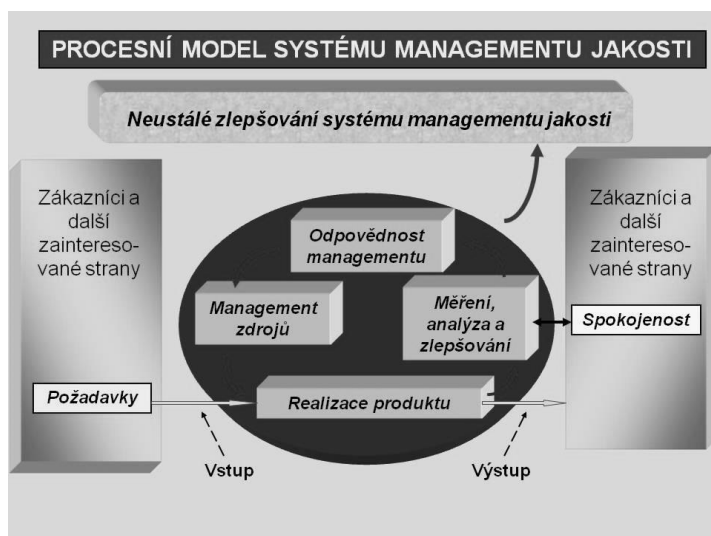 PROCESNÍ MODEL SYSTÉMU MANAGEMENTU JAKOSTI
Neustálé zlepšování systému managementu jakosti
Zákazníci a
další
zaintereso-
vané strany
Požadavky
Odpovědnost
managementu
Management
zdrojů
Měření,
analýza a
zlepšování
Realizace produktu
Zákazníci a
další
zaintereso-
vané strany
Spokojenost
Vstup
Výstup